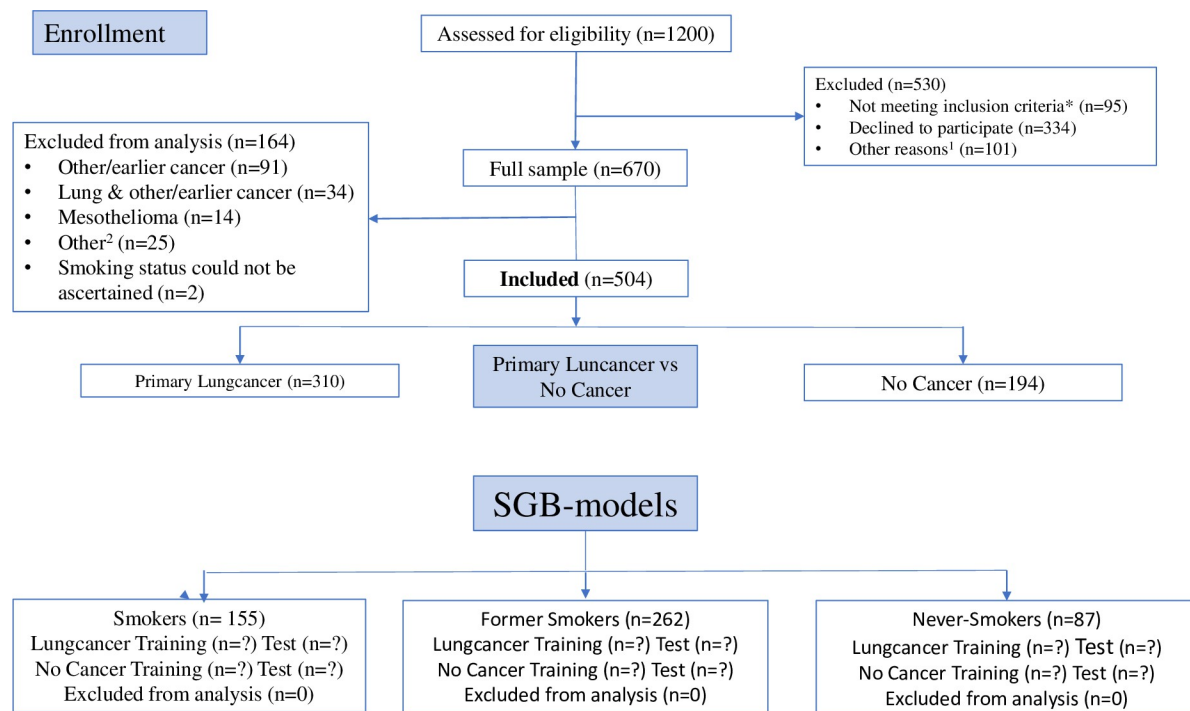 Enrollment
Assessed for eligibility (n=1200)
Excluded (n=530)
• Not meeting inclusion criteria* (n=95)
• Declined to participate (n=334)
• Other reasons¹ (n=101)
Excluded from analysis (n=164)
• Other/earlier cancer (n=91)
• Lung & other/earlier cancer (n=34)
• Mesothelioma (n=14)
• Other² (n=25)
• Smoking status could not be
ascertained (n=2)
Full sample (n=670)
Included (n=504)
Primary Lungcancer (n=310)
Primary Luncancer vs
No Cancer
No Cancer (n=194)
SGB-models
Smokers (n= 155)
Lungcancer Training (n=?) Test (n=?)
No Cancer Training (n=?) Test (n=?)
Excluded from analysis (n=0)
Former Smokers (n=262)
Lungcancer Training (n=?) Test (n=?)
No Cancer Training (n=?) Test (n=?)
Excluded from analysis (n=0)
Never-Smokers (n=87)
Lungcancer Training (n=?) Test (n=?)
No Cancer Training (n=?) Test (n=?)
Excluded from analysis (n=0)